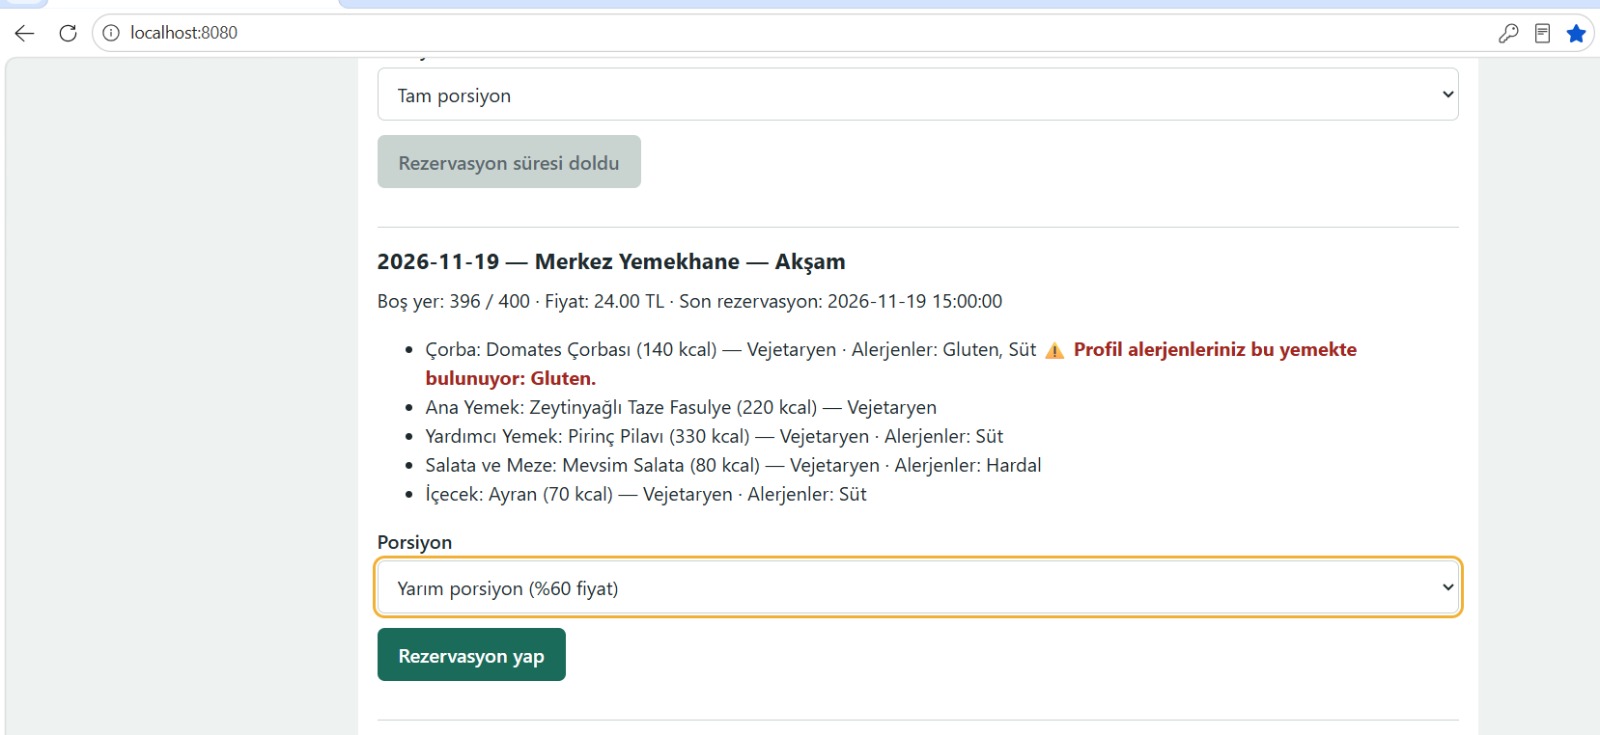 localhost:8080
Tam porsiyon
Rezervasyon süresi doldu
2026-11-19 — Merkez Yemekhane — Akşam
Boş yer: 396 / 400 · Fiyat: 24.00 TL · Son rezervasyon: 2026-11-19 15:00:00
Çorba: Domates Çorbası (140 kcal) — Vejetaryen · Alerjenler: Gluten, Süt ⚠ Profil alerjenleriniz bu yemekte
bulunuyor: Gluten.
Ana Yemek: Zeytinyağlı Taze Fasulye (220 kcal) — Vejetaryen
Yardımcı Yemek: Pirinç Pilavı (330 kcal) — Vejetaryen · Alerjenler: Süt
Salata ve Meze: Mevsim Salata (80 kcal) — Vejetaryen · Alerjenler: Hardal
İçecek: Ayran (70 kcal) — Vejetaryen · Alerjenler: Süt
Porsiyon
Yarım porsiyon (%60 fiyat)
Rezervasyon yap